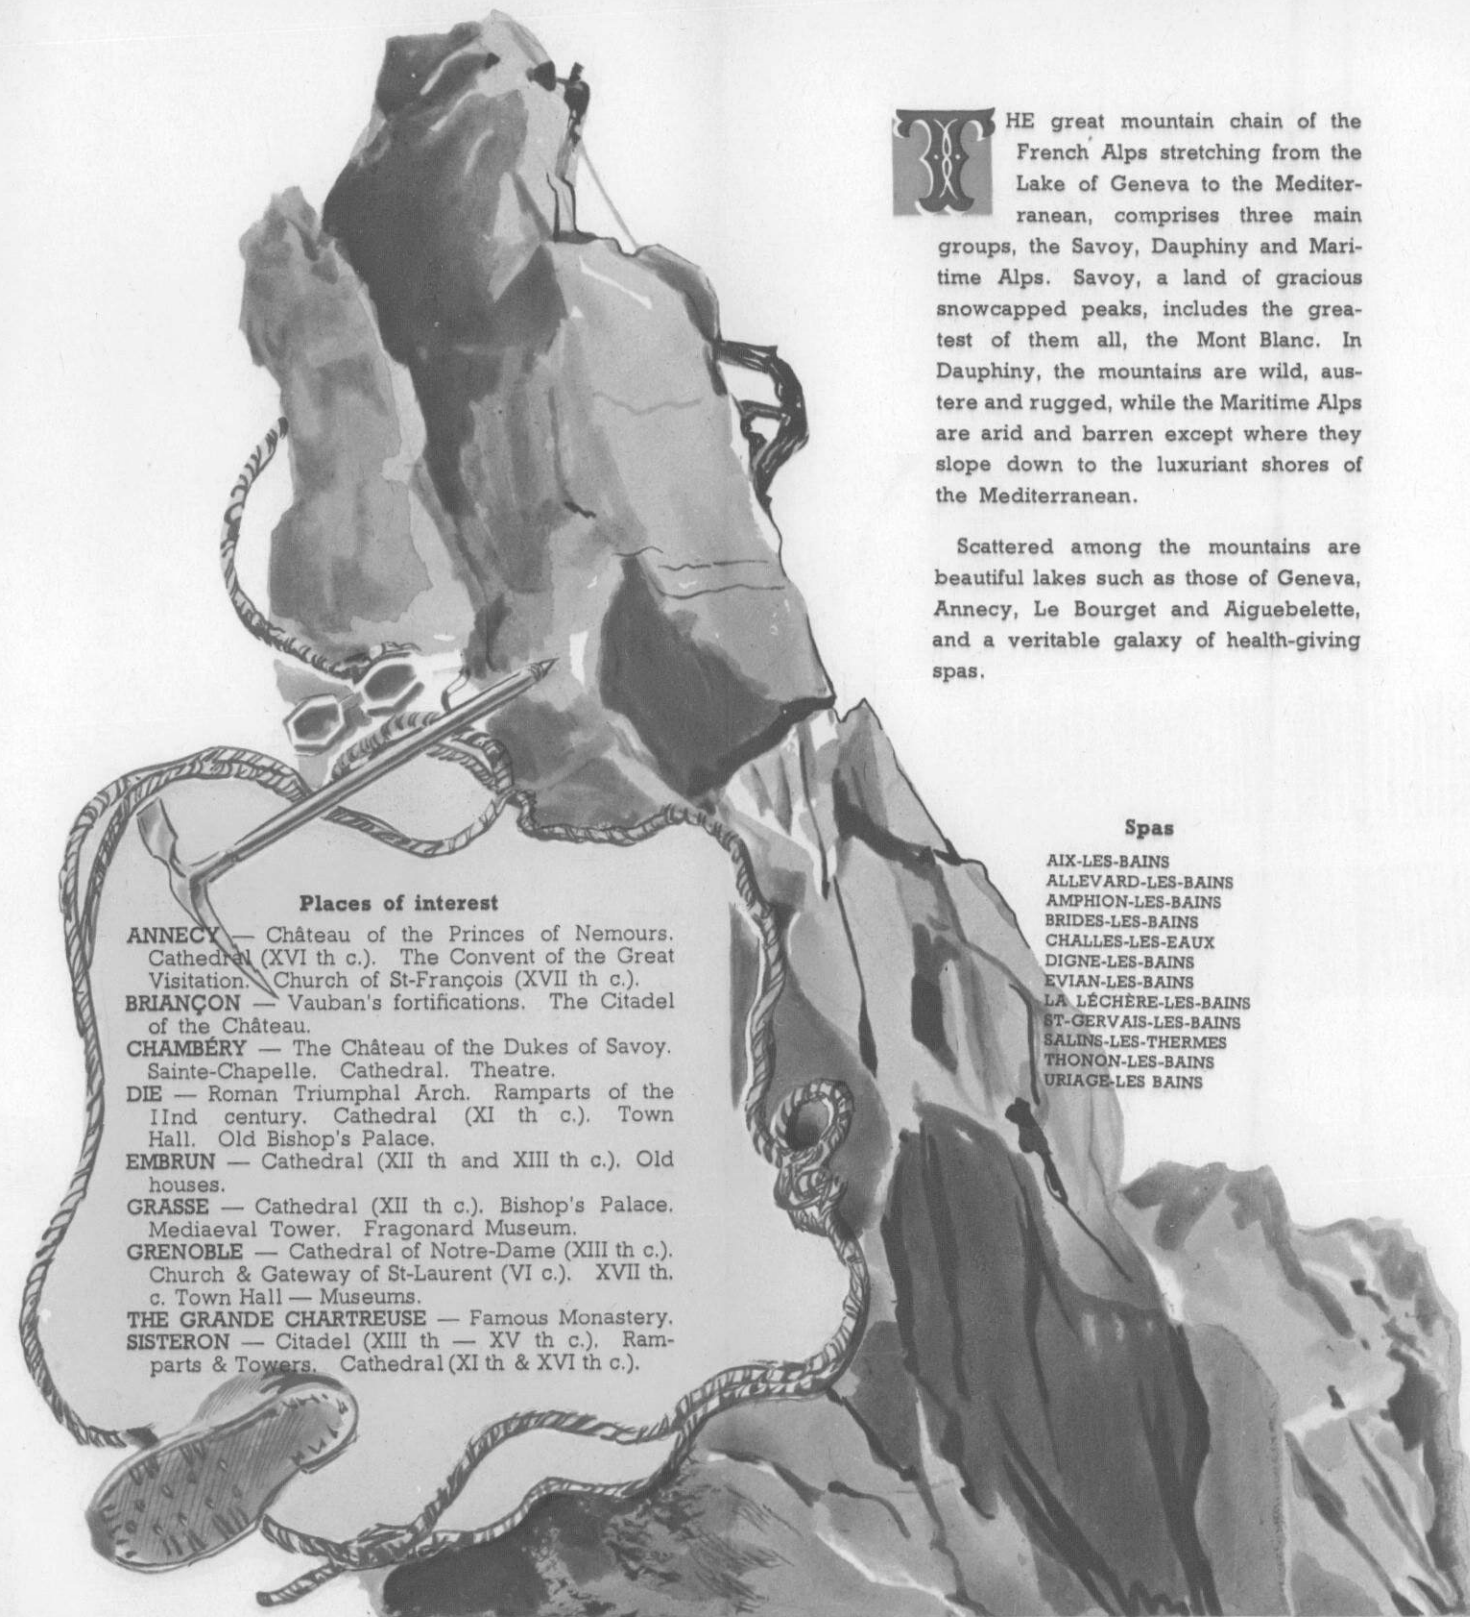 THE great mountain chain of the
French Alps stretching from the
Lake of Geneva to the Mediter-
ranean, comprises three main
groups, the Savoy, Dauphiny and Mari-
time Alps. Savoy, a land of gracious
snowcapped peaks, includes the grea-
test of them all, the Mont Blanc. In
Dauphiny, the mountains are wild, aus-
tere and rugged, while the Maritime Alps
are arid and barren except where they
slope down to the luxuriant shores of
the Mediterranean.
Scattered among the mountains are
beautiful lakes such as those of Geneva,
Annecy, Le Bourget and Aiguebelette,
and a veritable galaxy of health-giving
spas.
Spas
AIX-LES-BAINS
ALLEVARD-LES-BAINS
AMPHION-LES-BAINS
BRIDES-LES-BAINS
CHALLES-LES-EAUX
DIGNE-LES-BAINS
EVIAN-LES-BAINS
LA LÉCHÈRE-LES-BAINS
ST-GERVAIS-LES-BAINS
SALINS-LES-THERMES
THONON-LES-BAINS
URIAGE-LES BAINS
Places of interest
ANNECY — Château of the Princes of Nemours.
Cathedral (XVI th c.). The Convent of the Great
Visitation. Church of St-François (XVII th c.).
BRIANÇON — Vauban's fortifications. The Citadel
of the Château.
CHAMBÉRY — The Château of the Dukes of Savoy.
Sainte-Chapelle. Cathedral. Theatre.
DIE — Roman Triumphal Arch. Ramparts of the
IInd century. Cathedral (XI th c.). Town
Hall. Old Bishop's Palace.
EMBRUN — Cathedral (XII th and XIII th c.). Old
houses.
GRASSE — Cathedral (XII th c.). Bishop's Palace.
Mediaeval Tower. Fragonard Museum.
GRENOBLE — Cathedral of Notre-Dame (XIII th c.).
Church & Gateway of St-Laurent (VI c.). XVII th.
c. Town Hall — Museums.
THE GRANDE CHARTREUSE — Famous Monastery.
SISTERON — Citadel (XIII th — XV th c.). Ram-
parts & Towers. Cathedral (XI th & XVI th c.).